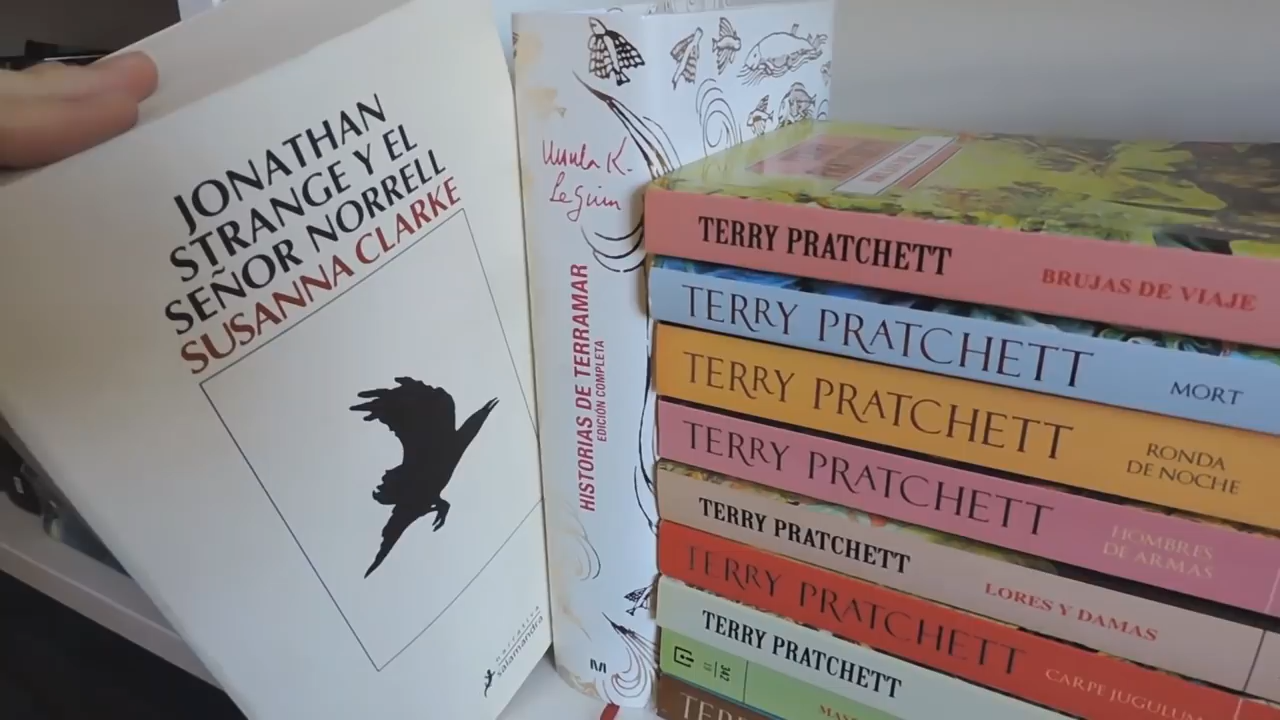 JONATHAN
STRANGE Y EL
SEÑOR NORRELL
SUSANNA CLARKE
narrativa
salamandra
Ursula K.
Le Guin
HISTORIAS DE TERRAMAR
EDICIÓN COMPLETA
M
TERRY PRATCHETT
BRUJAS DE VIAJE
TERRY PRATCHETT
MORT
TERRY PRATCHETT
RONDA
DE NOCHE
TERRY PRATCHETT
HOMBRES
DE ARMAS
TERRY PRATCHETT
LORES Y DAMAS
TERRY PRATCHETT
CARPE JUGULUM
TERRY PRATCHETT
342